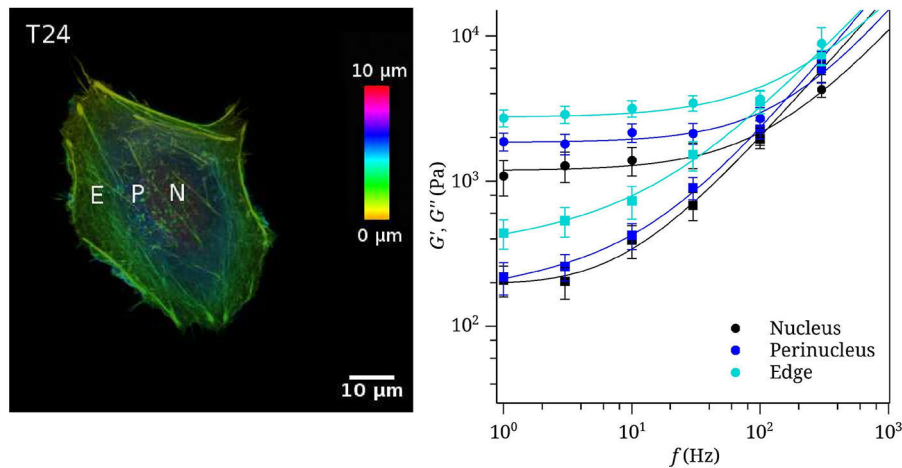 T24
10 μm
0 μm
E P N
10 μm
G′, G″ (Pa)
10⁴
10³
10²
10⁰ 10¹ 10² 10³
f (Hz)
Nucleus
Perinucleus
Edge